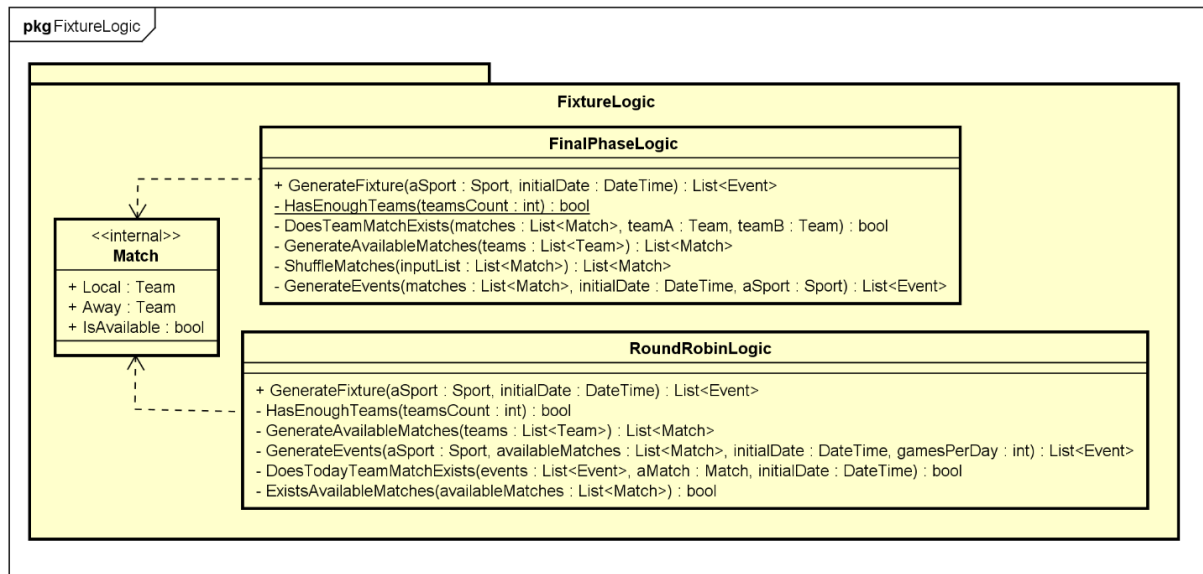 pkg FixtureLogic
FixtureLogic
FinalPhaseLogic
+ GenerateFixture(aSport : Sport, initialDate : DateTime) : List<Event>
- HasEnoughTeams(teamsCount : int) : bool
- DoesTeamMatchExists(matches : List<Match>, teamA : Team, teamB : Team) : bool
- GenerateAvailableMatches(teams : List<Team>) : List<Match>
- ShuffleMatches(inputList : List<Match>) : List<Match>
- GenerateEvents(matches : List<Match>, initialDate : DateTime, aSport : Sport) : List<Event>
<<internal>>
Match
+ Local : Team
+ Away : Team
+ IsAvailable : bool
RoundRobinLogic
+ GenerateFixture(aSport : Sport, initialDate : DateTime) : List<Event>
- HasEnoughTeams(teamsCount : int) : bool
- GenerateAvailableMatches(teams : List<Team>) : List<Match>
- GenerateEvents(aSport : Sport, availableMatches : List<Match>, initialDate : DateTime, gamesPerDay : int) : List<Event>
- DoesTodayTeamMatchExists(events : List<Event>, aMatch : Match, initialDate : DateTime) : bool
- ExistsAvailableMatches(availableMatches : List<Match>) : bool